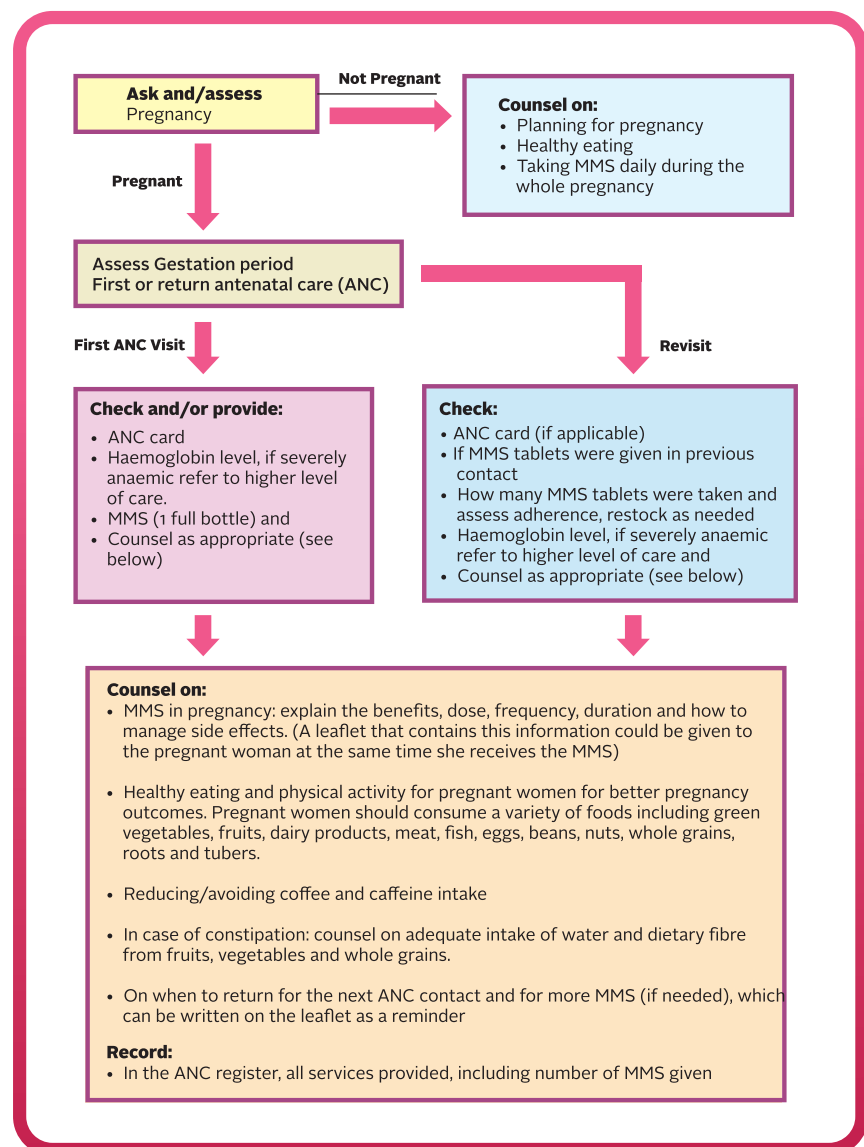 Ask and/assess
Pregnancy
Not Pregnant
Counsel on:
• Planning for pregnancy
• Healthy eating
• Taking MMS daily during the
whole pregnancy
Pregnant
Assess Gestation period
First or return antenatal care (ANC)
First ANC Visit
Revisit
Check and/or provide:
• ANC card
• Haemoglobin level, if severely
anaemic refer to higher level
of care.
• MMS (1 full bottle) and
• Counsel as appropriate (see
below)
Check:
• ANC card (if applicable)
• If MMS tablets were given in previous
contact
• How many MMS tablets were taken and
assess adherence, restock as needed
• Haemoglobin level, if severely anaemic
refer to higher level of care and
• Counsel as appropriate (see below)
Counsel on:
• MMS in pregnancy: explain the benefits, dose, frequency, duration and how to
manage side effects. (A leaflet that contains this information could be given to
the pregnant woman at the same time she receives the MMS)
• Healthy eating and physical activity for pregnant women for better pregnancy
outcomes. Pregnant women should consume a variety of foods including green
vegetables, fruits, dairy products, meat, fish, eggs, beans, nuts, whole grains,
roots and tubers.
• Reducing/avoiding coffee and caffeine intake
• In case of constipation: counsel on adequate intake of water and dietary fibre
from fruits, vegetables and whole grains.
• On when to return for the next ANC contact and for more MMS (if needed), which
can be written on the leaflet as a reminder
Record:
• In the ANC register, all services provided, including number of MMS given